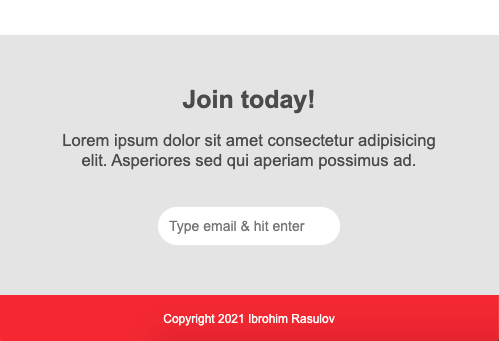 Join today!
Lorem ipsum dolor sit amet consectetur adipisicing
elit. Asperiores sed qui aperiam possimus ad.
Type email & hit enter
Copyright 2021 Ibrohim Rasulov